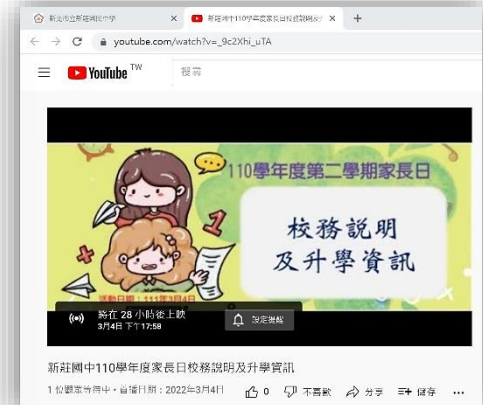 新北市立新莊國民中學
新莊國中110學年度家長日校務說明及
youtube.com/watch?v=_9c2Xhi_uTA
YouTube TW
搜尋
110學年度第二學期家長日
校務說明
及升學資訊
活動日期：111年3月4日
將在 28 小時後上映
3月4日 下午17:58
設定提醒
新莊國中110學年度家長日校務說明及升學資訊
1 位觀眾等待中・首播日期：2022年3月4日
0
不喜歡
分享
儲存